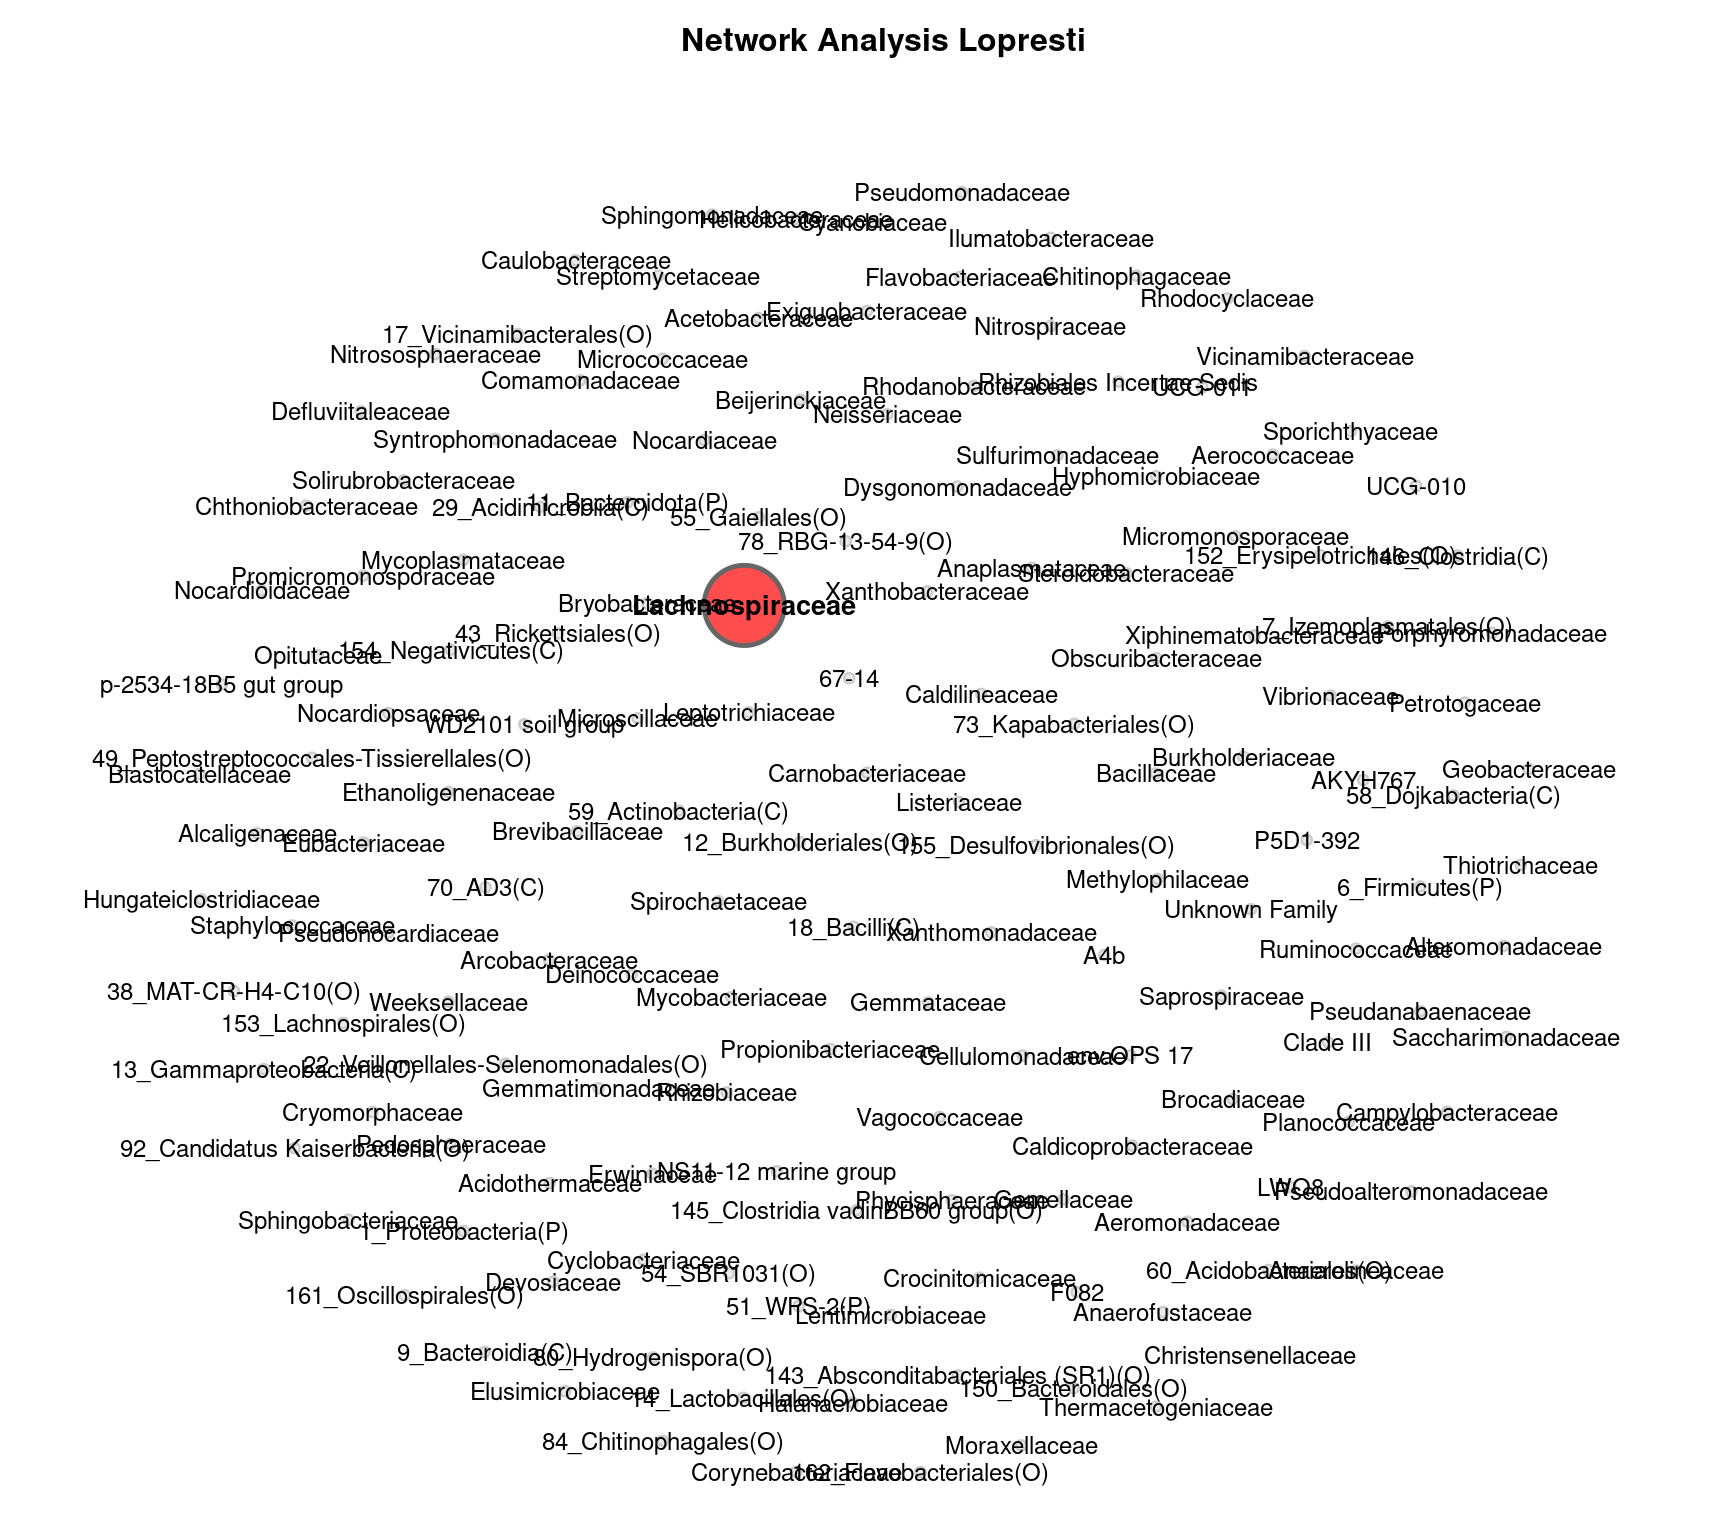 Network Analysis Lopresti
Pseudomonadaceae
Sphingomonadaceae
Helicobacteraceae
Cyanobiaceae
Ilumatobacteraceae
Caulobacteraceae
Streptomycetaceae
Flavobacteriaceae
Chitinophagaceae
Rhodocyclaceae
Exiguobacteraceae
Acetobacteraceae
Nitrospiraceae
17_Vicinamibacterales(O)
Nitrososphaeraceae
Micrococcaceae
Vicinamibacteraceae
Comamonadaceae
Rhodanobacteraceae
Rhizobiales Incertae Sedis
UCG-011
Beijerinckiaceae
Neisseriaceae
Defluviitaleaceae
Syntrophomonadaceae
Nocardiaceae
Sporichthyaceae
Sulfurimonadaceae
Aerococcaceae
Hyphomicrobiaceae
Solirubrobacteraceae
Dysgonomonadaceae
UCG-010
Chthoniobacteraceae
29_Acidimicrobiia(C)
11_Bacteroidota(P)
55_Gaiellales(O)
78_RBG-13-54-9(O)
Micromonosporaceae
152_Erysipelotrichales(O)
146_Clostridia(C)
Mycoplasmataceae
Anaplasmataceae
Steroidobacteraceae
Promicromonosporaceae
Nocardioidaceae
Xanthobacteraceae
Bryobacteraceae
Lachnospiraceae
43_Rickettsiales(O)
7_Izemoplasmatales(O)
Xiphinematobacteraceae
Porphyromonadaceae
Opitutaceae
154_Negativicutes(C)
Obscuribacteraceae
p-2534-18B5 gut group
67-14
Caldilineaceae
Vibrionaceae
Petrotogaceae
Nocardiopsaceae
WD2101 soil group
Microscillaceae
Leptotrichiaceae
73_Kapabacteriales(O)
49_Peptostreptococcales-Tissierellales(O)
Burkholderiaceae
Blastocatellaceae
Carnobacteriaceae
Bacillaceae
AKYH767
Geobacteraceae
Ethanoligenenaceae
58_Dojkabacteria(C)
59_Actinobacteria(C)
Listeriaceae
Alcaligenaceae
Eubacteriaceae
Brevibacillaceae
12_Burkholderiales(O)
155_Desulfovibrionales(O)
P5D1-392
Thiotrichaceae
70_AD3(C)
Methylophilaceae
6_Firmicutes(P)
Hungateiclostridiaceae
Spirochaetaceae
Unknown Family
Staphylococcaceae
Pseudonocardiaceae
18_Bacilli(C)
Xanthomonadaceae
Ruminococcaceae
Alteromonadaceae
Arcobacteraceae
A4b
Deinococcaceae
38_MAT-CR-H4-C10(O)
Weeksellaceae
Mycobacteriaceae
Gemmataceae
Saprospiraceae
Pseudanabaenaceae
153_Lachnospirales(O)
Clade III
Saccharimonadaceae
Propionibacteriaceae
Cellulomonadaceae
env.OPS 17
13_Gammaproteobacteria(C)
22_Veillonellales-Selenomonadales(O)
Gemmatimonadaceae
Rhizobiaceae
Brocadiaceae
Cryomorphaceae
Vagococcaceae
Planococcaceae
Campylobacteraceae
92_Candidatus Kaiserbacteria(O)
Pedosphaeraceae
Caldicoprobacteraceae
Acidothermaceae
Erwiniaceae
NS11-12 marine group
LWO8
Pseudoalteromonadaceae
Phycisphaeraceae
Gemellaceae
145_Clostridia vadinBB60 group(O)
Sphingobacteriaceae
1_Proteobacteria(P)
Aeromonadaceae
Cyclobacteriaceae
54_SBR1031(O)
Devosiaceae
Crocinitomicaceae
60_Acidobacteriales(O)
Anaerolineaceae
161_Oscillospirales(O)
F082
51_WPS-2(P)
Lentimicrobiaceae
Anaerofustaceae
9_Bacteroidia(C)
80_Hydrogenispora(O)
Christensenellaceae
143_Absconditabacteriales (SR1)(O)
Elusimicrobiaceae
14_Lactobacillales(O)
Halanaerobiaceae
150_Bacteroidales(O)
Thermacetogeniaceae
84_Chitinophagales(O)
Moraxellaceae
Corynebacteriaceae
162_Flavobacteriales(O)